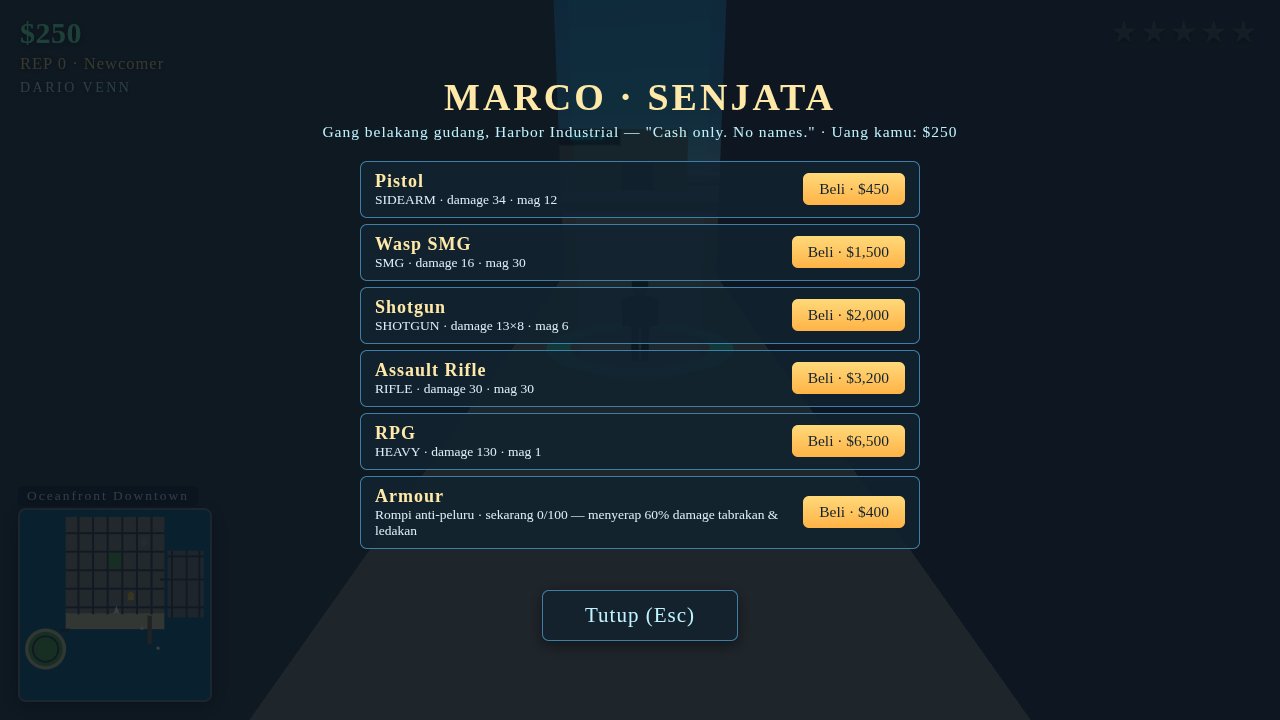 $250
REP 0 · Newcomer
DARIO VENN
★★★★★
MARCO · SENJATA
Gang belakang gudang, Harbor Industrial — "Cash only. No names." · Uang kamu: $250
Pistol
SIDEARM · damage 34 · mag 12
Beli · $450
Wasp SMG
SMG · damage 16 · mag 30
Beli · $1,500
Shotgun
SHOTGUN · damage 13×8 · mag 6
Beli · $2,000
Assault Rifle
RIFLE · damage 30 · mag 30
Beli · $3,200
RPG
HEAVY · damage 130 · mag 1
Beli · $6,500
Armour
Rompi anti-peluru · sekarang 0/100 — menyerap 60% damage tabrakan &
ledakan
Beli · $400
Oceanfront Downtown
Tutup (Esc)